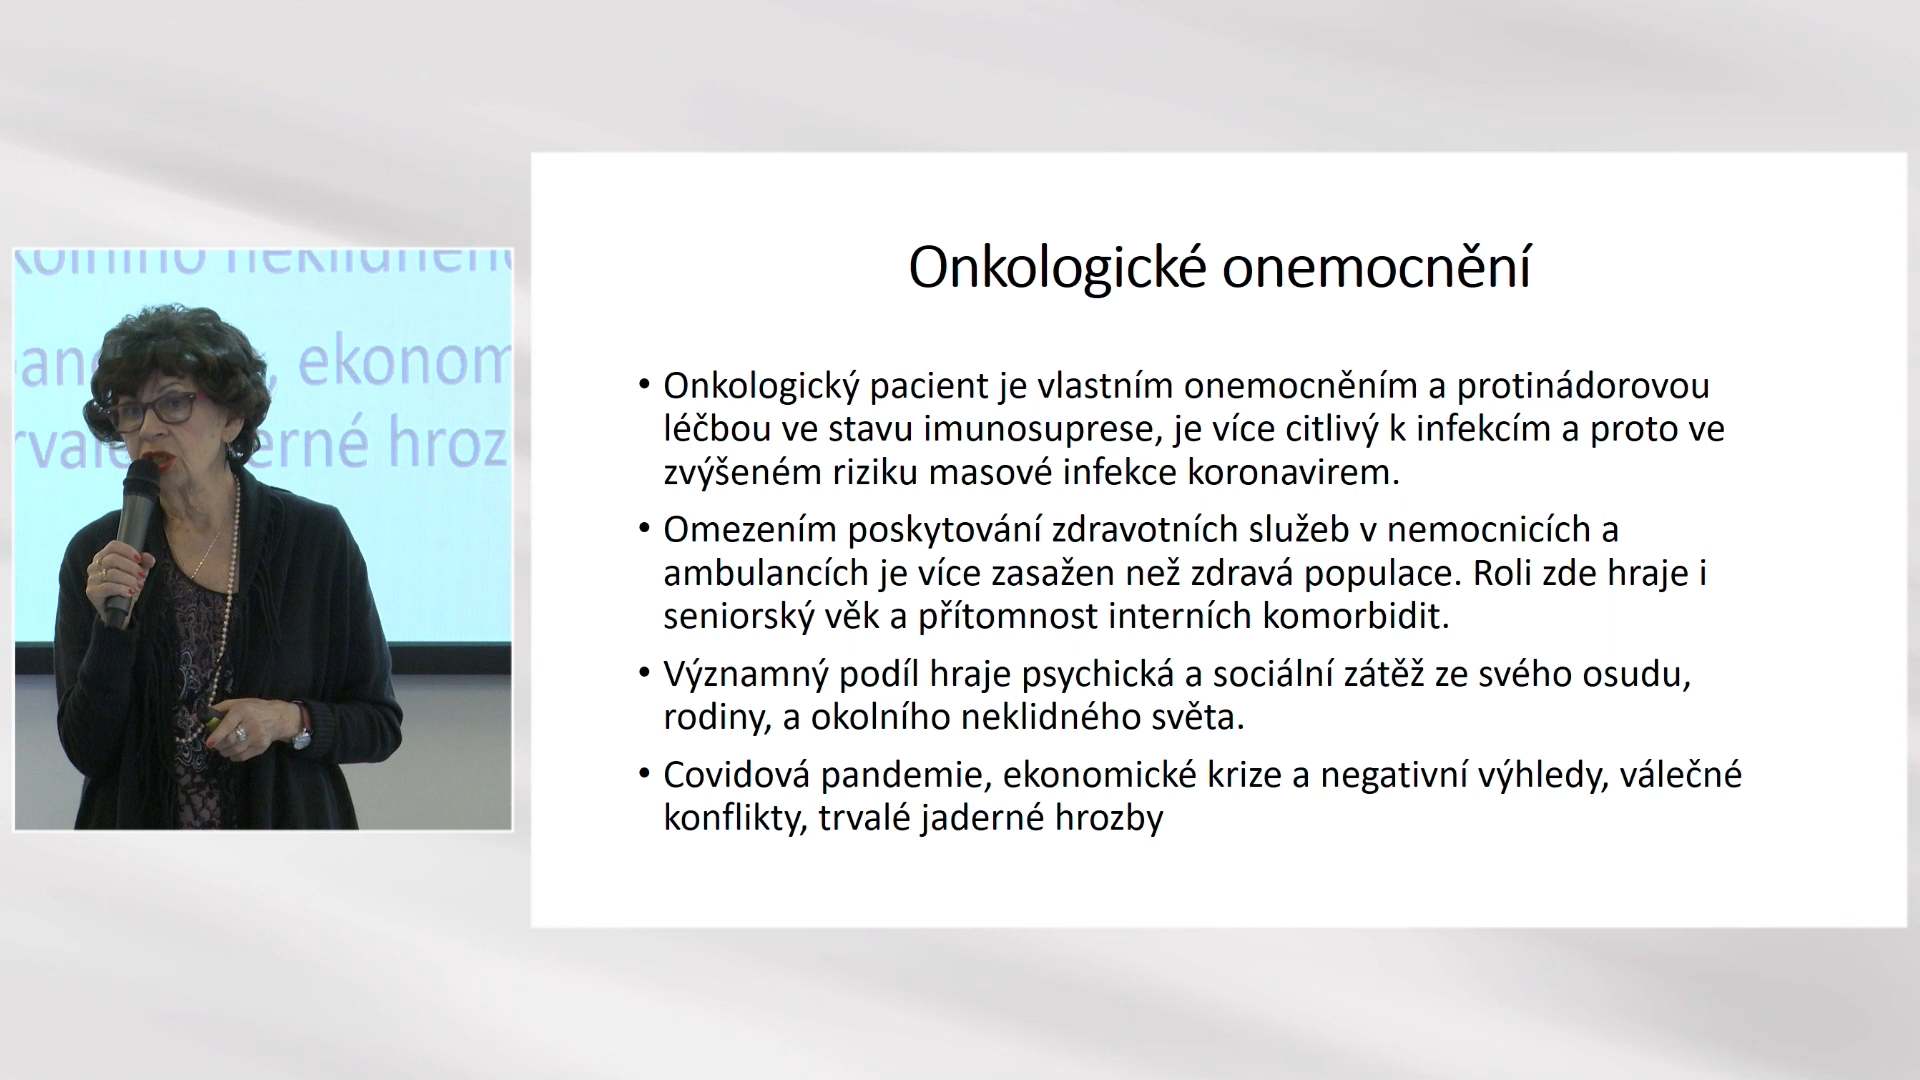 Onkologické onemocnění
• Onkologický pacient je vlastním onemocněním a protinádorovou
léčbou ve stavu imunosuprese, je více citlivý k infekcím a proto ve
zvýšeném riziku masové infekce koronavirem.
• Omezením poskytování zdravotních služeb v nemocnicích a
ambulancích je více zasažen než zdravá populace. Roli zde hraje i
seniorský věk a přítomnost interních komorbidit.
• Významný podíl hraje psychická a sociální zátěž ze svého osudu,
rodiny, a okolního neklidného světa.
• Covidová pandemie, ekonomické krize a negativní výhledy, válečné
konflikty, trvalé jaderné hrozby